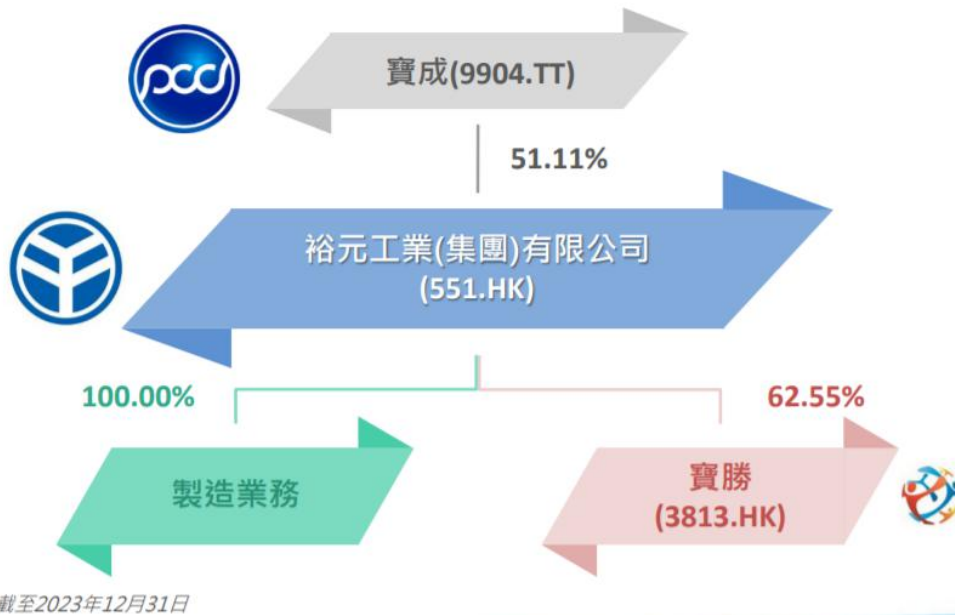 pcc
寶成(9904.TT)
51.11%
裕元工業(集團)有限公司
(551.HK)
100.00%
62.55%
製造業務
寶勝
(3813.HK)
截至2023年12月31日